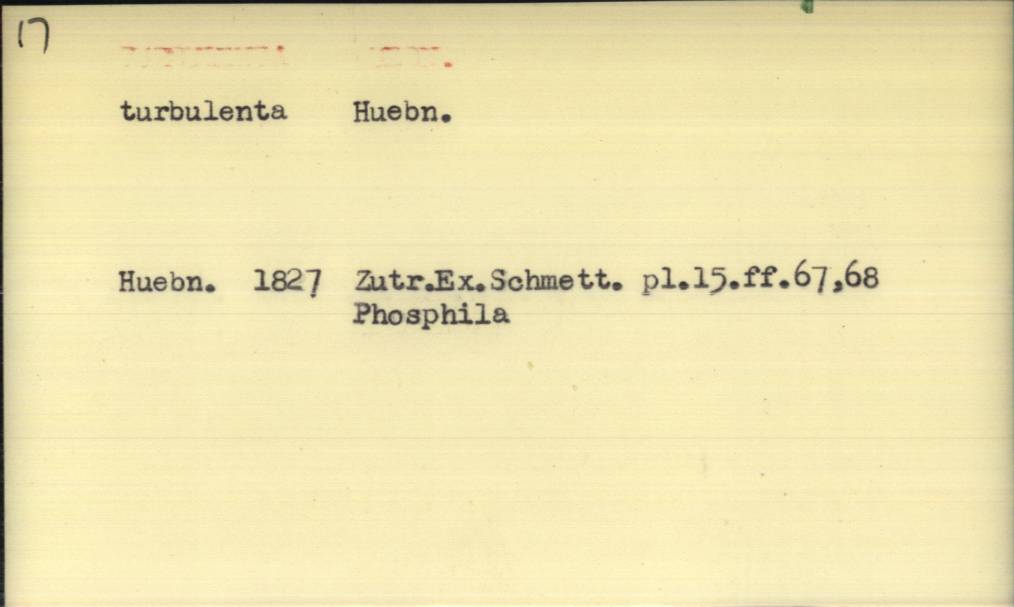 17
turbulenta Huebn.
Huebn. 1827 Zutr.Ex.Schmett. pl.15.ff.67,68
Phosphila